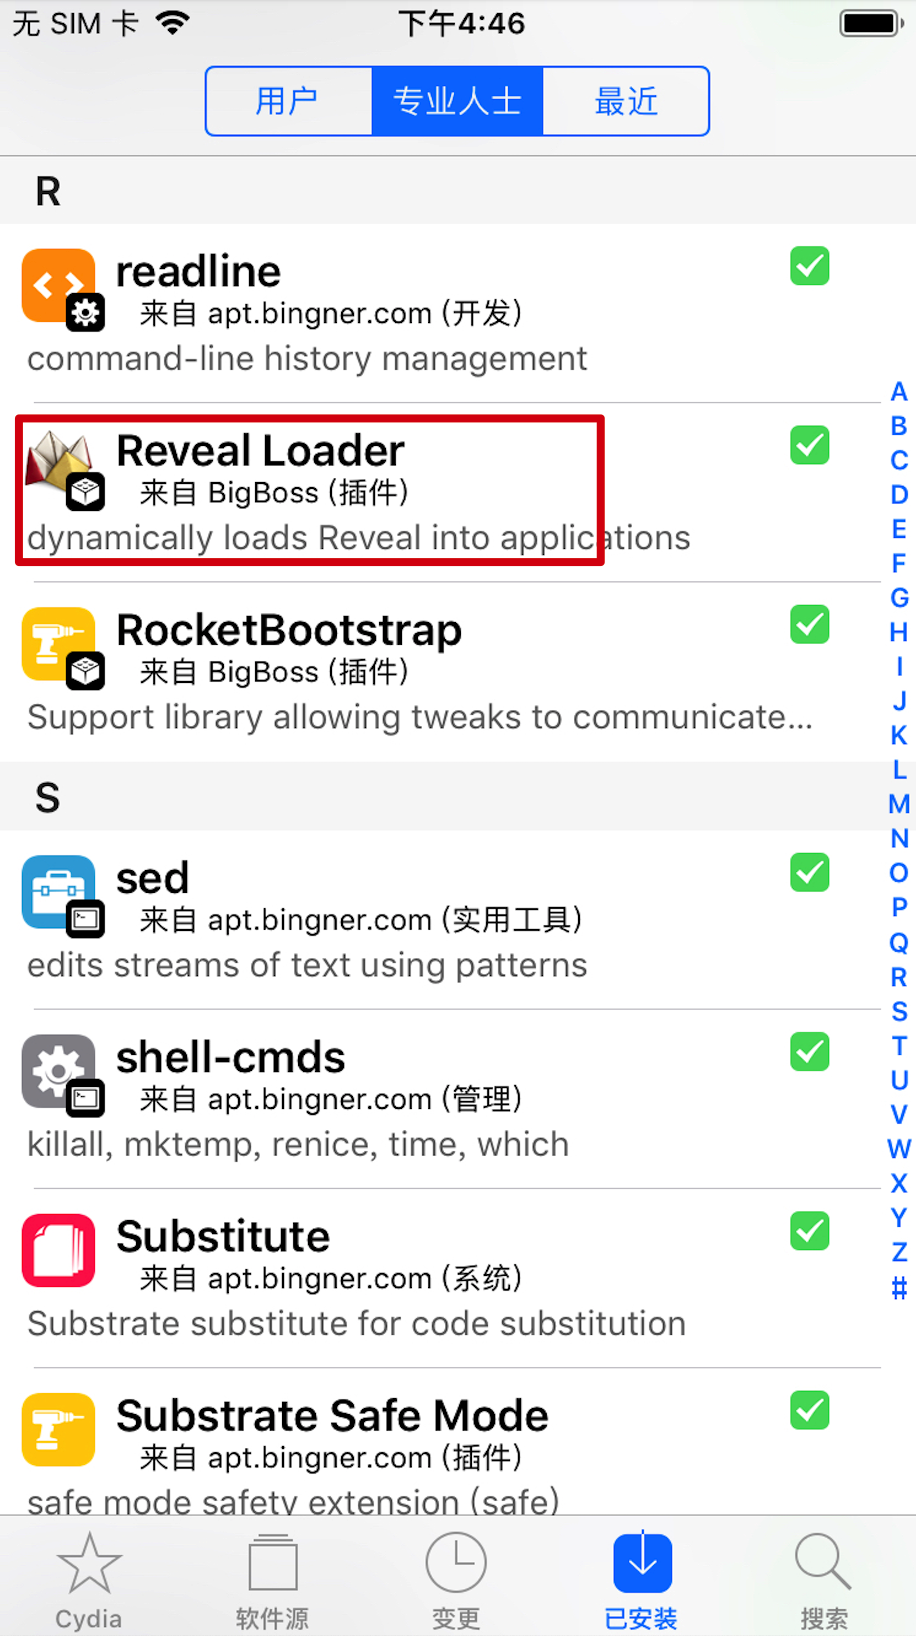 无 SIM 卡 下午4:46
用户 专业人士 最近
R
readline
来自 apt.bingner.com (开发)
command-line history management
Reveal Loader
来自 BigBoss (插件)
dynamically loads Reveal into applications
RocketBootstrap
来自 BigBoss (插件)
Support library allowing tweaks to communicate...
S
sed
来自 apt.bingner.com (实用工具)
edits streams of text using patterns
shell-cmds
来自 apt.bingner.com (管理)
killall, mktemp, renice, time, which
Substitute
来自 apt.bingner.com (系统)
Substrate substitute for code substitution
Substrate Safe Mode
来自 apt.bingner.com (插件)
safe mode safety extension (safe)
A
B
C
D
E
F
G
H
I
J
K
L
M
N
O
P
Q
R
S
T
U
V
W
X
Y
Z
#
Cydia 软件源 变更 已安装 搜索